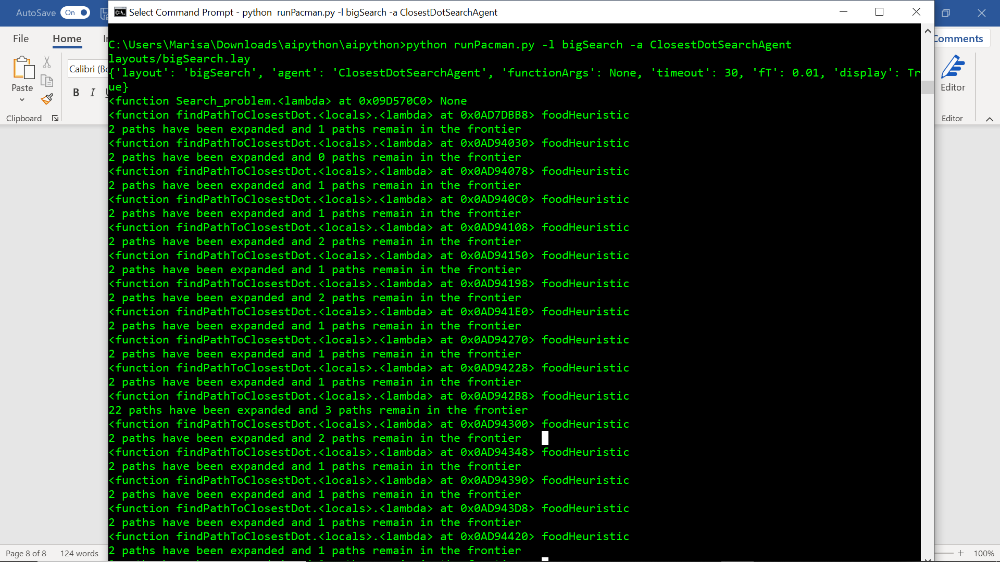 AutoSave On
Select Command Prompt - python runPacman.py -l bigSearch -a ClosestDotSearchAgent
File Home
Comments
Calibri (Bo
Paste
B I U
Clipboard
Editor
Editor
C:\Users\Marisa\Downloads\aipython\aipython>python runPacman.py -l bigSearch -a ClosestDotSearchAgent
layouts/bigSearch.lay
{'layout': 'bigSearch', 'agent': 'ClosestDotSearchAgent', 'functionArgs': None, 'timeout': 30, 'fT': 0.01, 'display': Tr
ue}
<function Search_problem.<lambda> at 0x09D570C0> None
<function findPathToClosestDot.<locals>.<lambda> at 0x0AD7DBB8> foodHeuristic
2 paths have been expanded and 1 paths remain in the frontier
<function findPathToClosestDot.<locals>.<lambda> at 0x0AD94030> foodHeuristic
2 paths have been expanded and 0 paths remain in the frontier
<function findPathToClosestDot.<locals>.<lambda> at 0x0AD94078> foodHeuristic
2 paths have been expanded and 1 paths remain in the frontier
<function findPathToClosestDot.<locals>.<lambda> at 0x0AD940C0> foodHeuristic
2 paths have been expanded and 1 paths remain in the frontier
<function findPathToClosestDot.<locals>.<lambda> at 0x0AD94108> foodHeuristic
2 paths have been expanded and 2 paths remain in the frontier
<function findPathToClosestDot.<locals>.<lambda> at 0x0AD94150> foodHeuristic
2 paths have been expanded and 1 paths remain in the frontier
<function findPathToClosestDot.<locals>.<lambda> at 0x0AD94198> foodHeuristic
2 paths have been expanded and 2 paths remain in the frontier
<function findPathToClosestDot.<locals>.<lambda> at 0x0AD941E0> foodHeuristic
2 paths have been expanded and 1 paths remain in the frontier
<function findPathToClosestDot.<locals>.<lambda> at 0x0AD94270> foodHeuristic
2 paths have been expanded and 1 paths remain in the frontier
<function findPathToClosestDot.<locals>.<lambda> at 0x0AD94228> foodHeuristic
2 paths have been expanded and 1 paths remain in the frontier
<function findPathToClosestDot.<locals>.<lambda> at 0x0AD942B8> foodHeuristic
22 paths have been expanded and 3 paths remain in the frontier
<function findPathToClosestDot.<locals>.<lambda> at 0x0AD94300> foodHeuristic
2 paths have been expanded and 2 paths remain in the frontier
<function findPathToClosestDot.<locals>.<lambda> at 0x0AD94348> foodHeuristic
2 paths have been expanded and 1 paths remain in the frontier
<function findPathToClosestDot.<locals>.<lambda> at 0x0AD94390> foodHeuristic
2 paths have been expanded and 1 paths remain in the frontier
<function findPathToClosestDot.<locals>.<lambda> at 0x0AD943D8> foodHeuristic
2 paths have been expanded and 1 paths remain in the frontier
<function findPathToClosestDot.<locals>.<lambda> at 0x0AD94420> foodHeuristic
2 paths have been expanded and 1 paths remain in the frontier
Page 8 of 8 124 words
100%